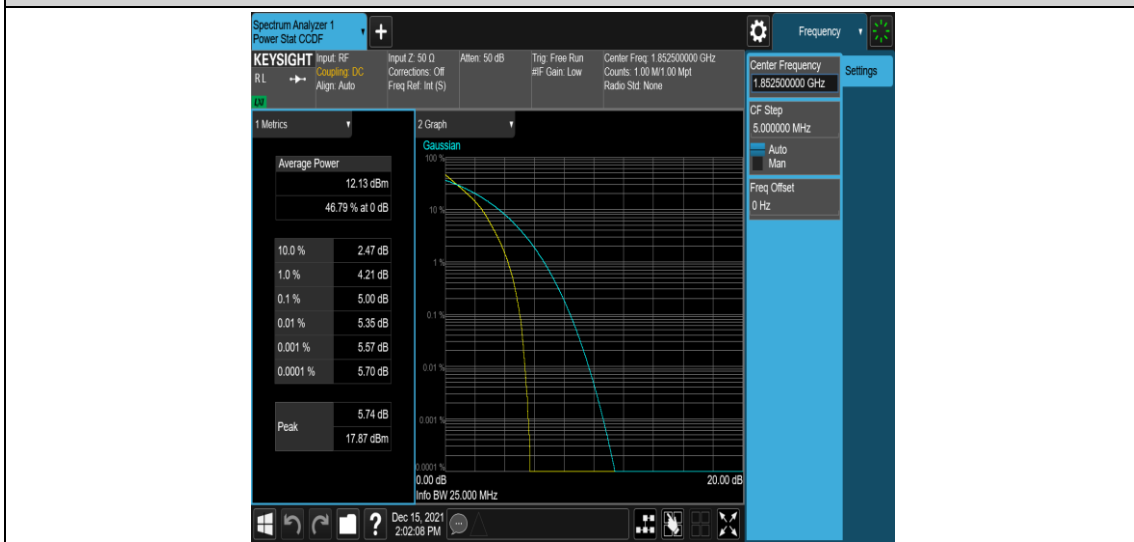 Spectrum Analyzer 1
Power Stat CCDF
+
Frequency
KEYSIGHT Input: RF
RL
Coupling: DC
Align: Auto
LXI
Input Z: 50 Ω
Corrections: Off
Freq Ref: Int (S)
Atten: 50 dB
Trig: Free Run
#IF Gain: Low
Center Freq: 1.852500000 GHz
Counts: 1.00 M/1.00 Mpt
Radio Std: None
Center Frequency
1.852500000 GHz
Settings
CF Step
5.000000 MHz
Auto
Man
Freq Offset
0 Hz
1 Metrics
Average Power
12.13 dBm
46.79 % at 0 dB
10.0 % 2.47 dB
1.0 % 4.21 dB
0.1 % 5.00 dB
0.01 % 5.35 dB
0.001 % 5.57 dB
0.0001 % 5.70 dB
Peak
5.74 dB
17.87 dBm
2 Graph
Gaussian
100 %
10 %
1 %
0.1 %
0.01 %
0.001 %
0.0001 %
0.00 dB 20.00 dB
Info BW 25.000 MHz
?
Dec 15, 2021
2:02:08 PM